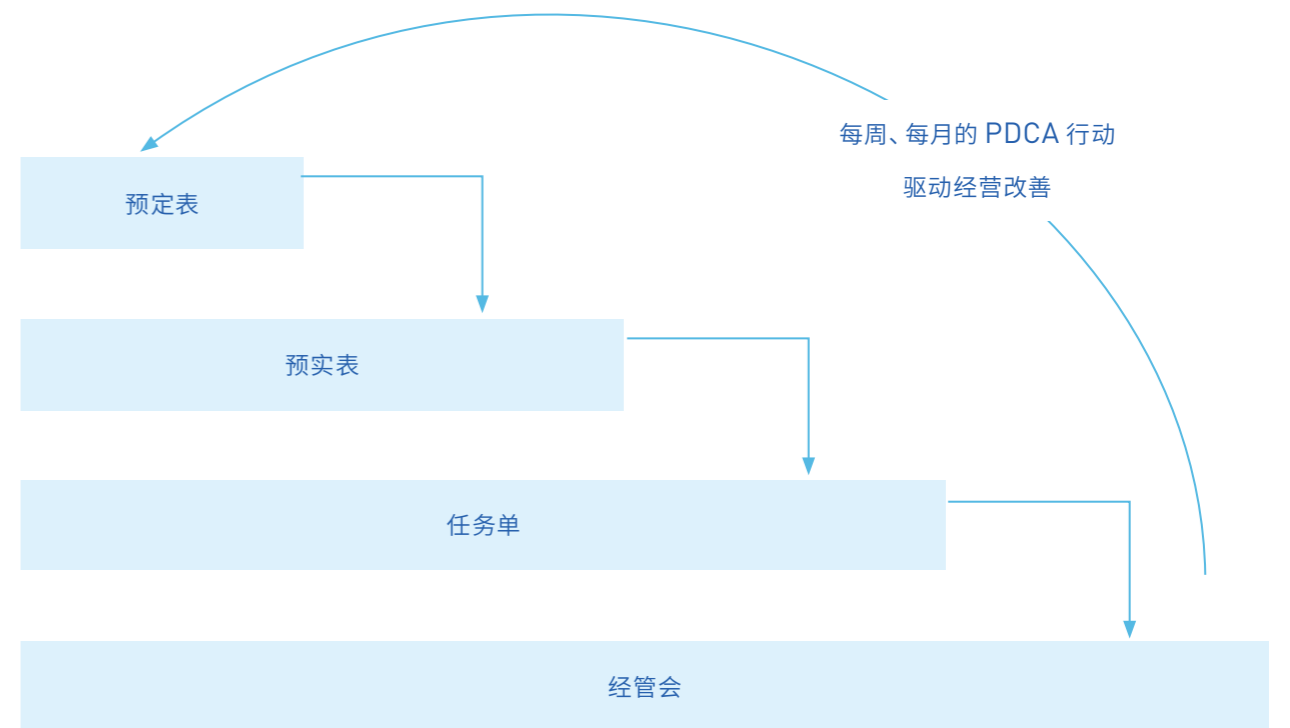 每周、每月的 PDCA 行动
驱动经营改善
预定表
预实表
任务单
经管会